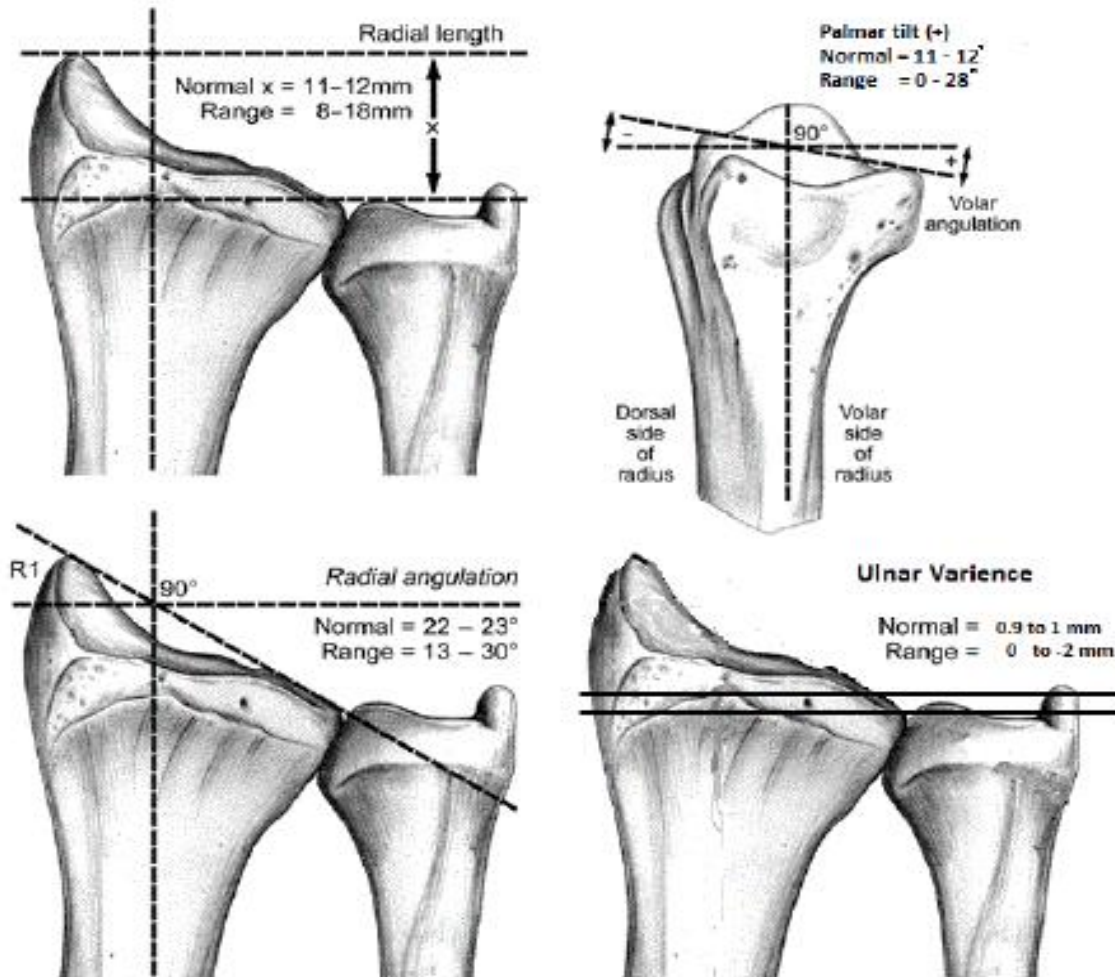 Radial length
Normal x = 11–12mm
Range = 8–18mm
x
Palmar tilt (+)
Normal = 11 - 12°
Range = 0 - 28°
90°
-
+
Volar
angulation
Dorsal
side
of
radius
Volar
side
of
radius
R1
90°
Radial angulation
Normal = 22 – 23°
Range = 13 – 30°
Ulnar Varience
Normal = 0.9 to 1 mm
Range = 0 to -2 mm